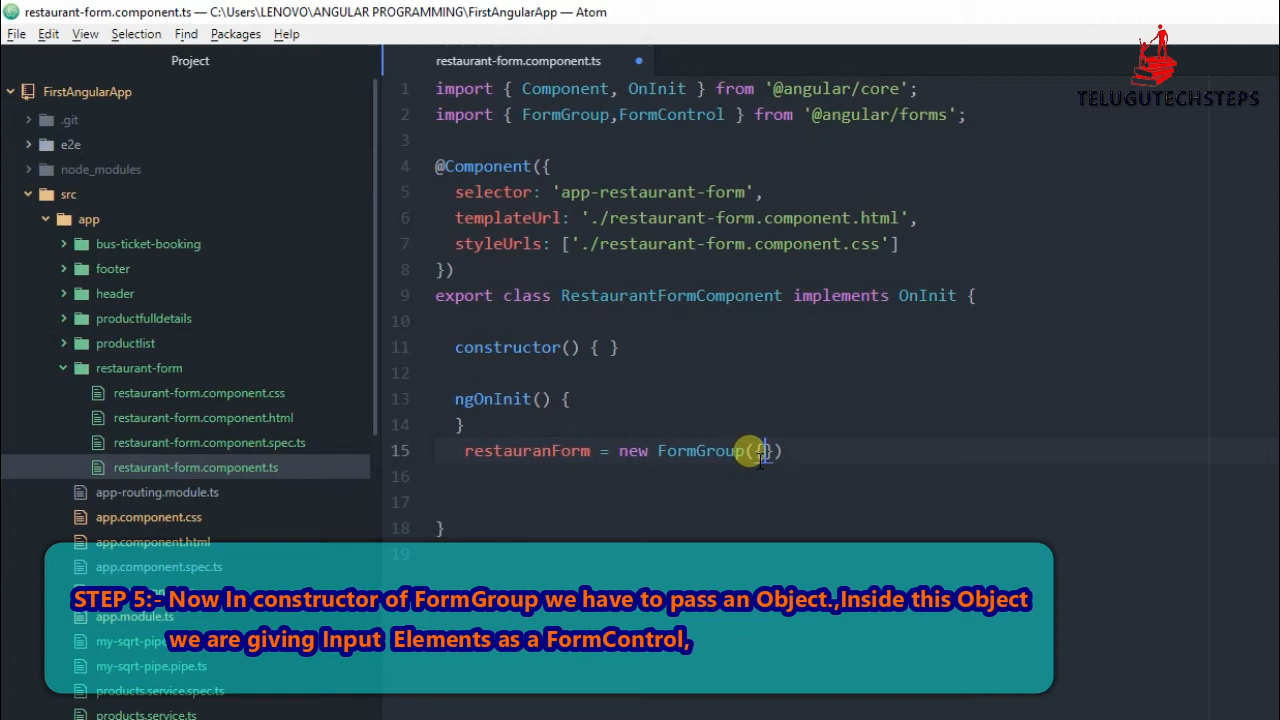 restaurant-form.component.ts — C:\Users\LENOVO\ANGULAR PROGRAMMING\FirstAngularApp — Atom
File Edit View Selection Find Packages Help
Project
FirstAngularApp
.git
e2e
node_modules
src
app
bus-ticket-booking
footer
header
productfulldetails
productlist
restaurant-form
restaurant-form.component.css
restaurant-form.component.html
restaurant-form.component.spec.ts
restaurant-form.component.ts
app-routing.module.ts
app.component.css
app.component.html
app.component.spec.ts
app.module.ts
my-sqrt-pipe.pipe.ts
products.service.spec.ts
products.service.ts
restaurant-form.component.ts
TELUGUTECHSTEPS
1 import { Component, OnInit } from '@angular/core';
2 import { FormGroup,FormControl } from '@angular/forms';
3
4 @Component({
5 selector: 'app-restaurant-form',
6 templateUrl: './restaurant-form.component.html',
7 styleUrls: ['./restaurant-form.component.css']
8 })
9 export class RestaurantFormComponent implements OnInit {
10
11 constructor() { }
12
13 ngOnInit() {
14 }
15 restauranForm = new FormGroup({})
16
17
18 }
19
STEP 5:- Now In constructor of FormGroup we have to pass an Object.,Inside this Object
we are giving Input Elements as a FormControl,